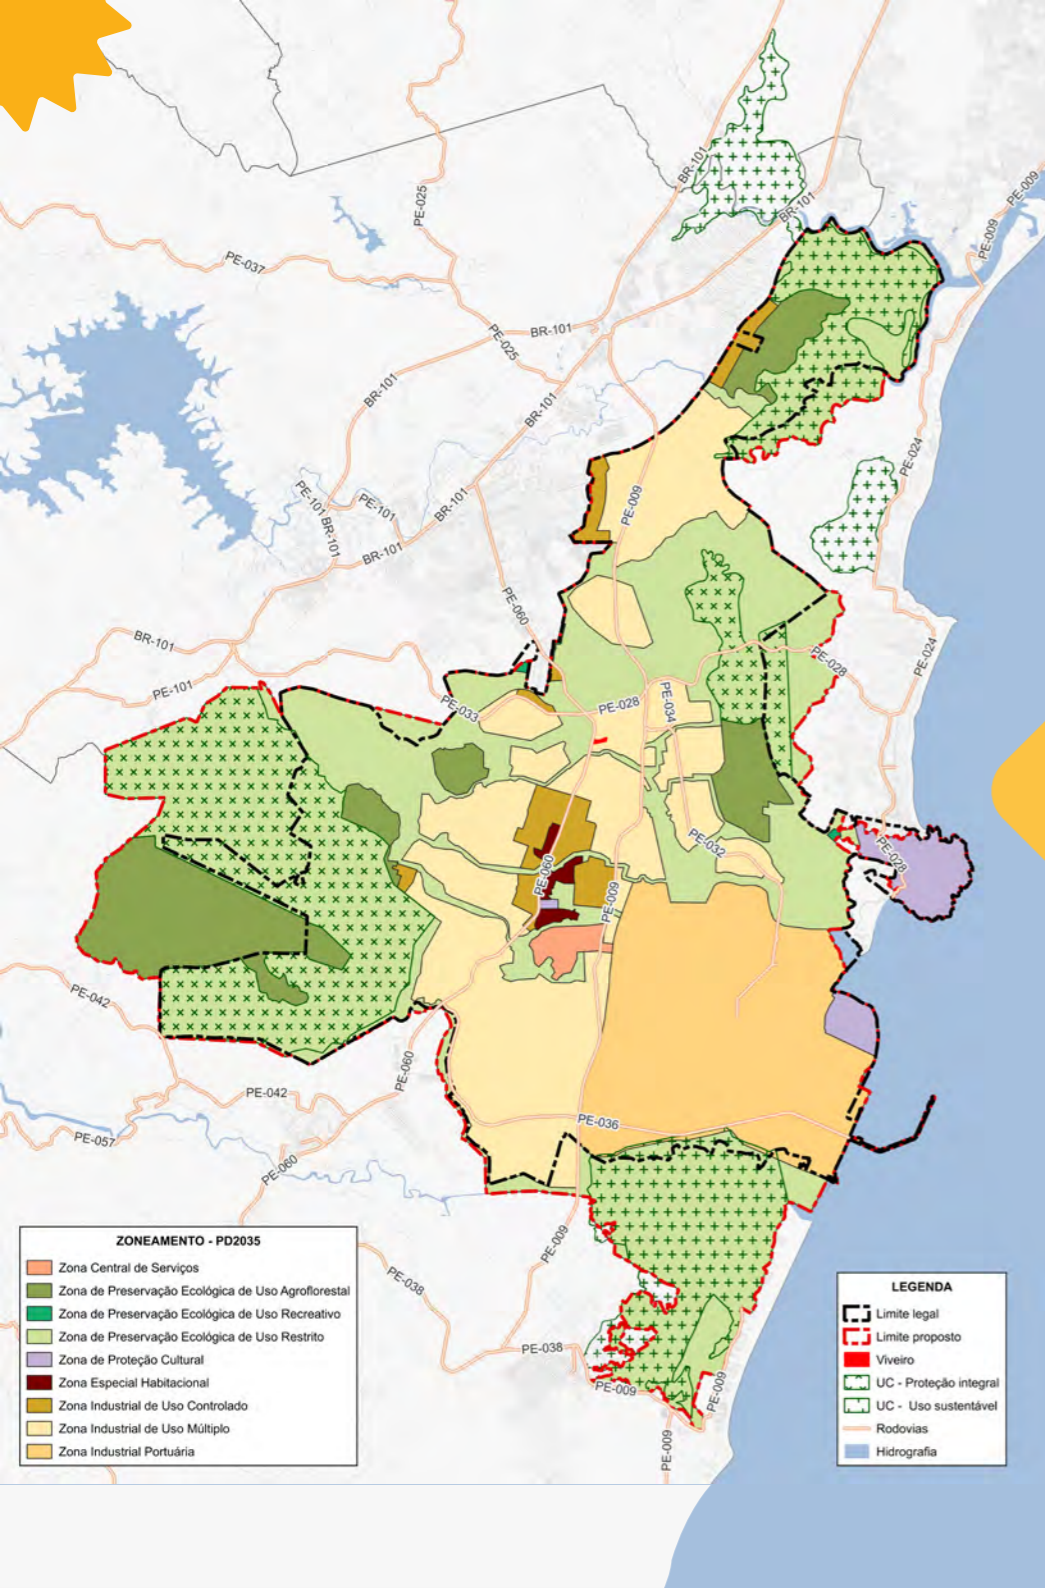 BR-101
PE-009
PE-025
BR-101
PE-009
PE-037
BR-101
PE-025
BR-101
BR-101
PE-024
PE-101
PE-101
BR-101
PE-009
BR-101
BR-101
PE-060
BR-101
PE-024
PE-028
PE-101
PE-033
PE-028
PE-034
PE-032
PE-028
PE-060
PE-009
PE-042
PE-060
PE-042
PE-036
PE-057
PE-060
PE-009
PE-038
PE-038
PE-009
PE-009
PE-009
ZONEAMENTO - PD2035
Zona Central de Serviços
Zona de Preservação Ecológica de Uso Agroflorestal
Zona de Preservação Ecológica de Uso Recreativo
Zona de Preservação Ecológica de Uso Restrito
Zona de Proteção Cultural
Zona Especial Habitacional
Zona Industrial de Uso Controlado
Zona Industrial de Uso Múltiplo
Zona Industrial Portuária
LEGENDA
Limite legal
Limite proposto
Viveiro
UC - Proteção integral
UC - Uso sustentável
Rodovias
Hidrografia